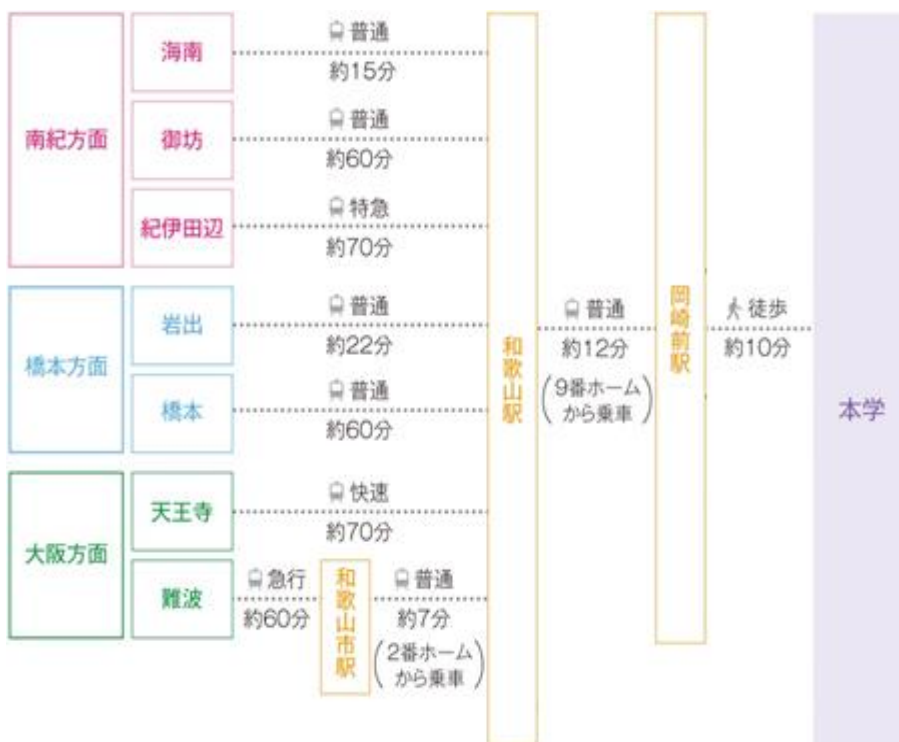 南紀方面
海南
普通
約15分
御坊
普通
約60分
紀伊田辺
特急
約70分
橋本方面
岩出
普通
約22分
橋本
普通
約60分
大阪方面
天王寺
快速
約70分
難波
急行
約60分
和歌山市駅
普通
約7分
(2番ホーム
から乗車)
和歌山駅
普通
約12分
(9番ホーム
から乗車)
岡崎前駅
徒歩
約10分
本学